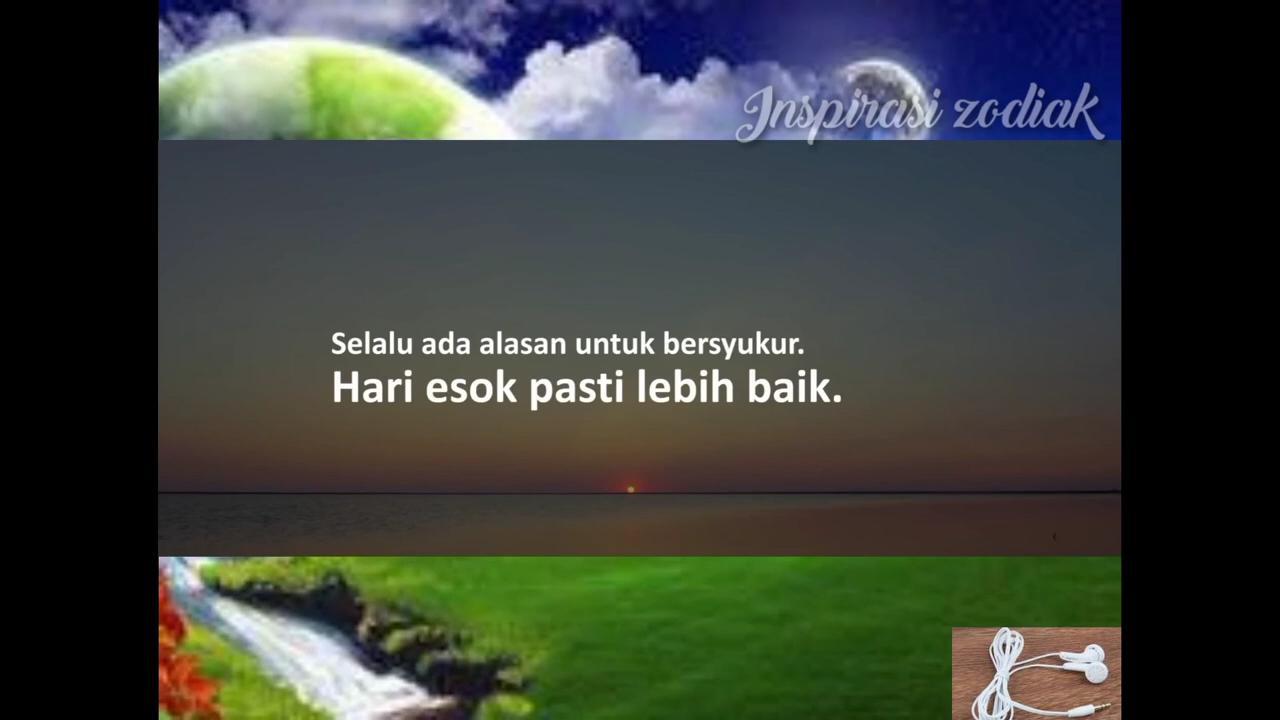 Inspirasi zodiak
Selalu ada alasan untuk bersyukur.
Hari esok pasti lebih baik.